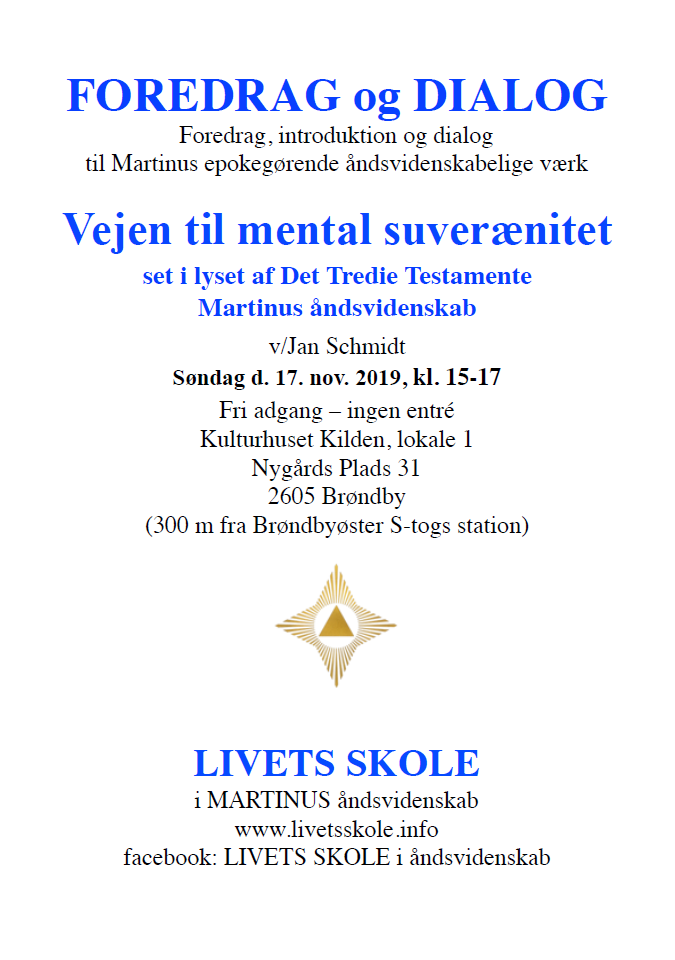 FOREDRAG og DIALOG
Foredrag, introduktion og dialog
til Martinus epokegørende åndsvidenskabelige værk
Vejen til mental suverænitet
set i lyset af Det Tredie Testamente
Martinus åndsvidenskab
v/Jan Schmidt
Søndag d. 17. nov. 2019, kl. 15-17
Fri adgang – ingen entré
Kulturhuset Kilden, lokale 1
Nygårds Plads 31
2605 Brøndby
(300 m fra Brøndbyøster S-togs station)
LIVETS SKOLE
i MARTINUS åndsvidenskab
www.livetsskole.info
facebook: LIVETS SKOLE i åndsvidenskab